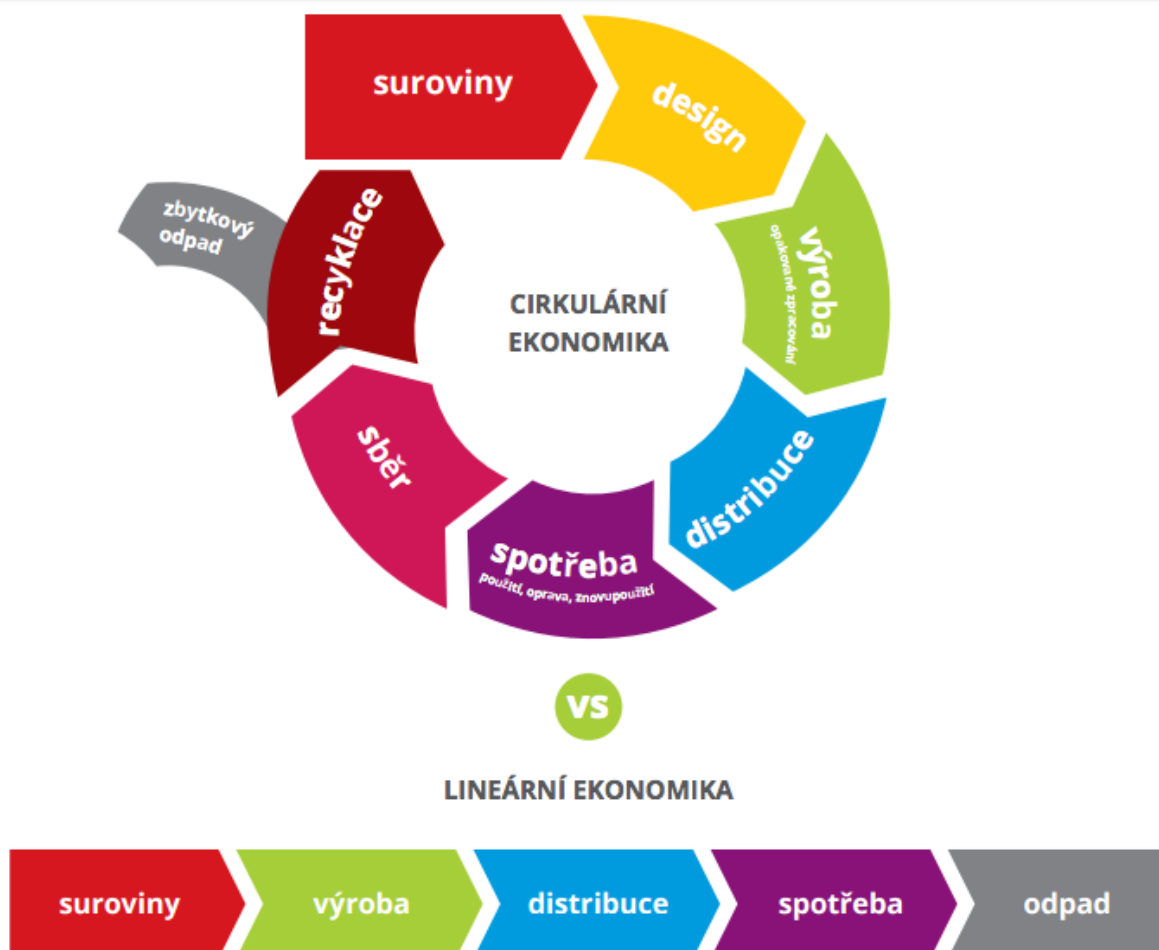 suroviny
design
výroba
opakované zpracování
distribuce
spotřeba
použití, oprava, znovupoužití
sběr
recyklace
zbytkový
odpad
CIRKULÁRNÍ
EKONOMIKA
VS
LINEÁRNÍ EKONOMIKA
suroviny
výroba
distribuce
spotřeba
odpad